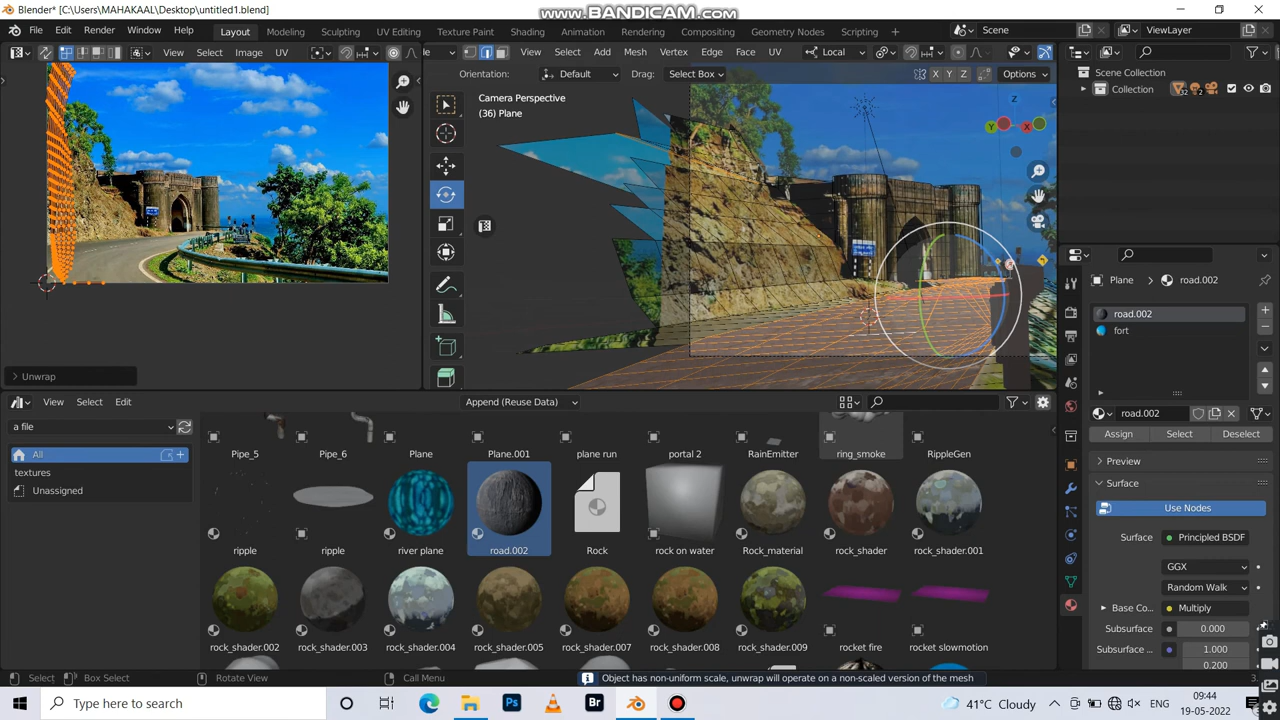 Blender* [C:\Users\MAHAKAAL\Desktop\untitled1.blend]
WWW.BANDICAM.COM
File Edit Render Window Help Layout Modeling Sculpting UV Editing Texture Paint Shading Animation Rendering Compositing Geometry Nodes Scripting Scene ViewLayer
View Select Image UV View Select Add Mesh Vertex Edge Face UV Local
Orientation: Default Drag: Select Box X Y Z Options
Scene Collection
Collection 32 2
Camera Perspective
(36) Plane
Z
Y
X
Plane road.002
road.002
fort
Unwrap
View Select Edit Append (Reuse Data)
road.002
a file
Assign Select Deselect
All
textures
Unassigned
Pipe_5 Pipe_6 Plane Plane.001 plane run portal 2 RainEmitter ring_smoke RippleGen
Preview
Surface
Use Nodes
Surface Principled BSDF
GGX
Random Walk
Base Co... Multiply
Subsurface 0.000
Subsurface ... 1.000
0.200
ripple ripple river plane road.002 Rock rock on water Rock_material rock_shader rock_shader.001
rock_shader.002 rock_shader.003 rock_shader.004 rock_shader.005 rock_shader.007 rock_shader.008 rock_shader.009 rocket fire rocket slowmotion
Select Box Select Rotate View Call Menu Object has non-uniform scale, unwrap will operate on a non-scaled version of the mesh 3.
Type here to search Ps Br 41°C Cloudy ENG 09:44
19-05-2022